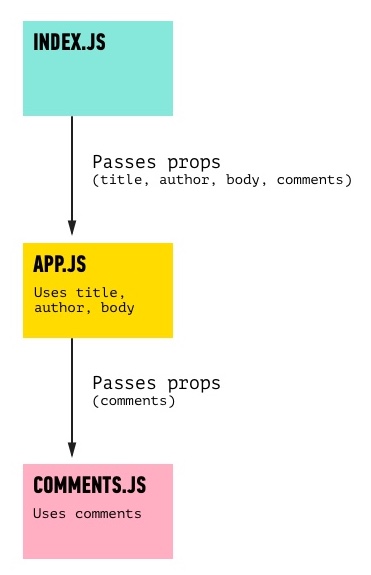 INDEX.JS
Passes props
(title, author, body, comments)
APP.JS
Uses title,
author, body
Passes props
(comments)
COMMENTS.JS
Uses comments